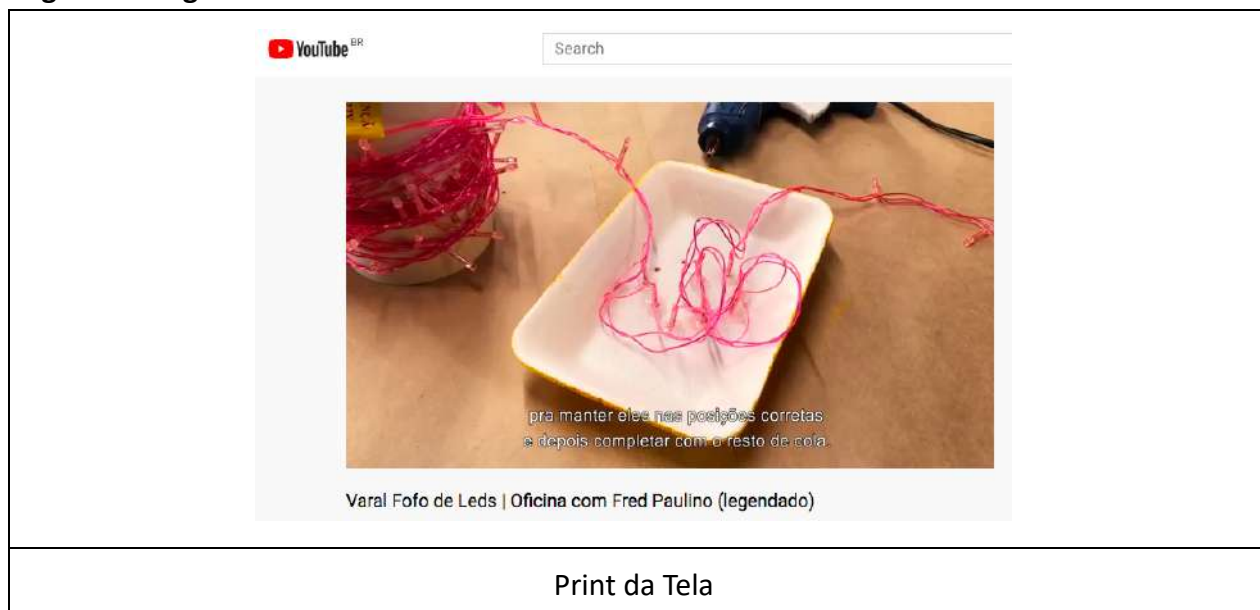 YouTube BR
Search
pra manter eles nas posições corretas
e depois completar com o resto de cola.
Varal Fofo de Leds | Oficina com Fred Paulino (legendado)
Print da Tela